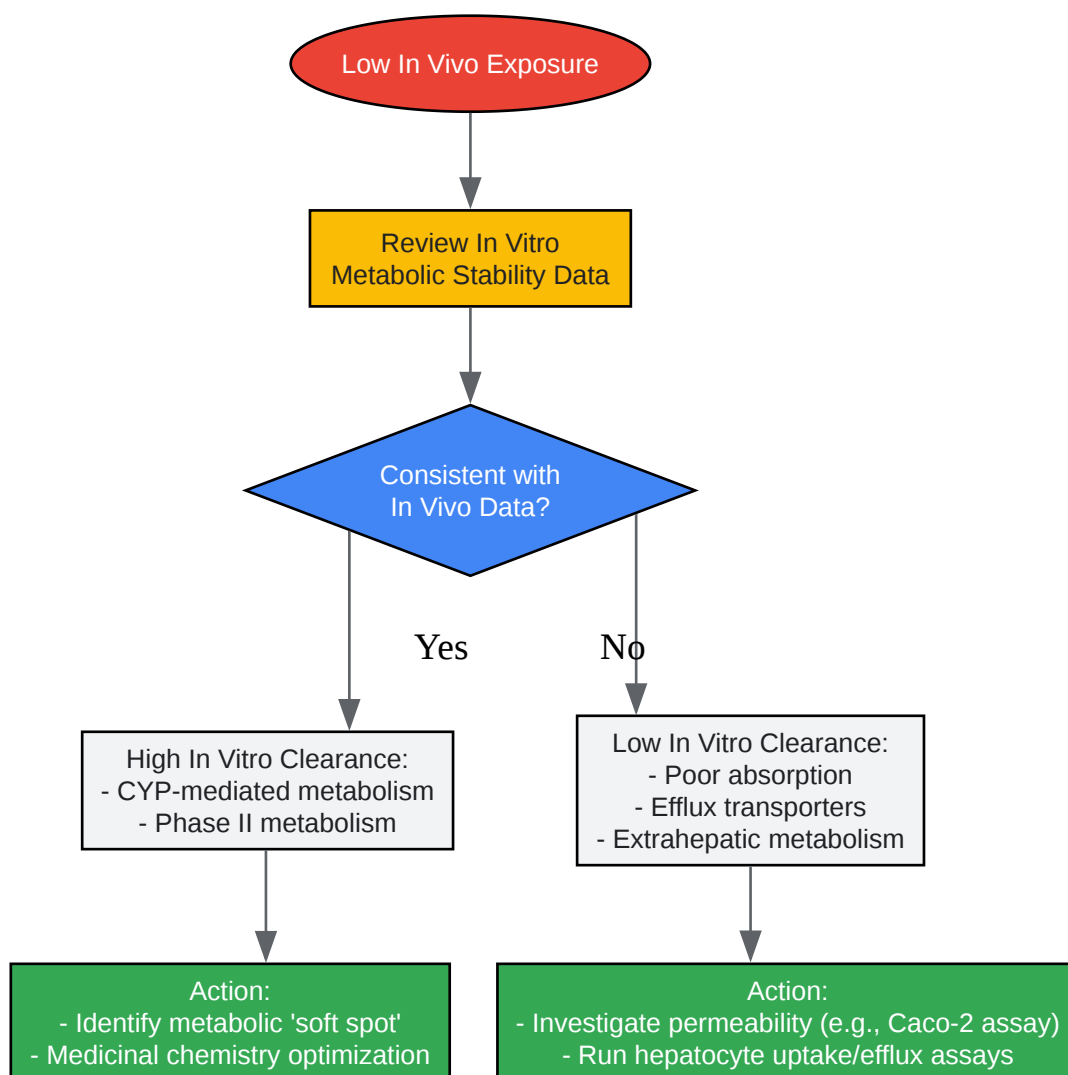 Low In Vivo Exposure
Review In Vitro
Metabolic Stability Data
Consistent with
In Vivo Data?
Yes
No
High In Vitro Clearance:
- CYP-mediated metabolism
- Phase II metabolism
Low In Vitro Clearance:
- Poor absorption
- Efflux transporters
- Extrahepatic metabolism
Action:
- Identify metabolic 'soft spot'
- Medicinal chemistry optimization
Action:
- Investigate permeability (e.g., Caco-2 assay)
- Run hepatocyte uptake/efflux assays